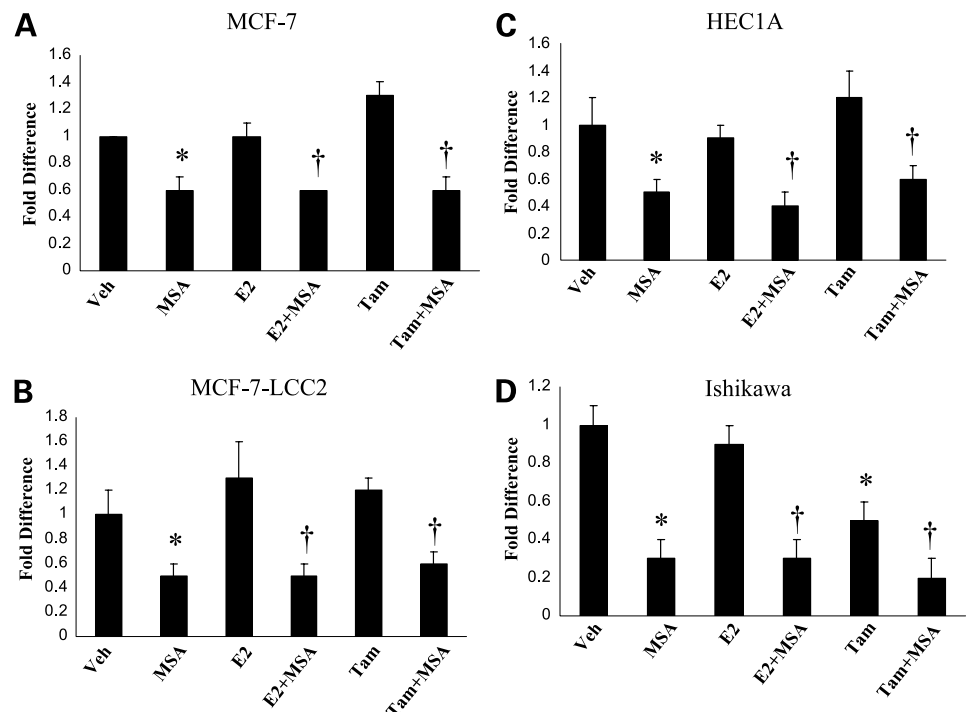 A
MCF-7
Fold Difference
1.6
1.4
1.2
1
0.8
0.6
0.4
0.2
0
*
†
†
Veh
MSA
E2
E2+MSA
Tam
Tam+MSA
B
MCF-7-LCC2
Fold Difference
1.8
1.6
1.4
1.2
1
0.8
0.6
0.4
0.2
0
*
†
†
Veh
MSA
E2
E2+MSA
Tam
Tam+MSA
C
HEC1A
Fold Difference
1.6
1.4
1.2
1
0.8
0.6
0.4
0.2
0
*
†
†
Veh
MSA
E2
E2+MSA
Tam
Tam+MSA
D
Ishikawa
Fold Difference
1.2
1
0.8
0.6
0.4
0.2
0
*
†
*
†
Veh
MSA
E2
E2+MSA
Tam
Tam+MSA